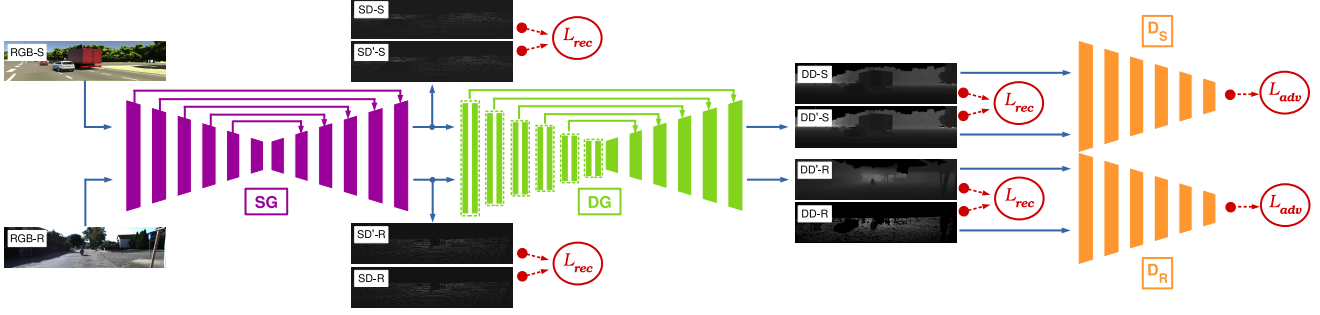 RGB-S
SD-S
SD'-S
L_rec
RGB-R
SG
SD'-R
SD-R
L_rec
DG
DD-S
DD'-S
L_rec
DD'-R
DD-R
L_rec
D_S
L_adv
D_R
L_adv